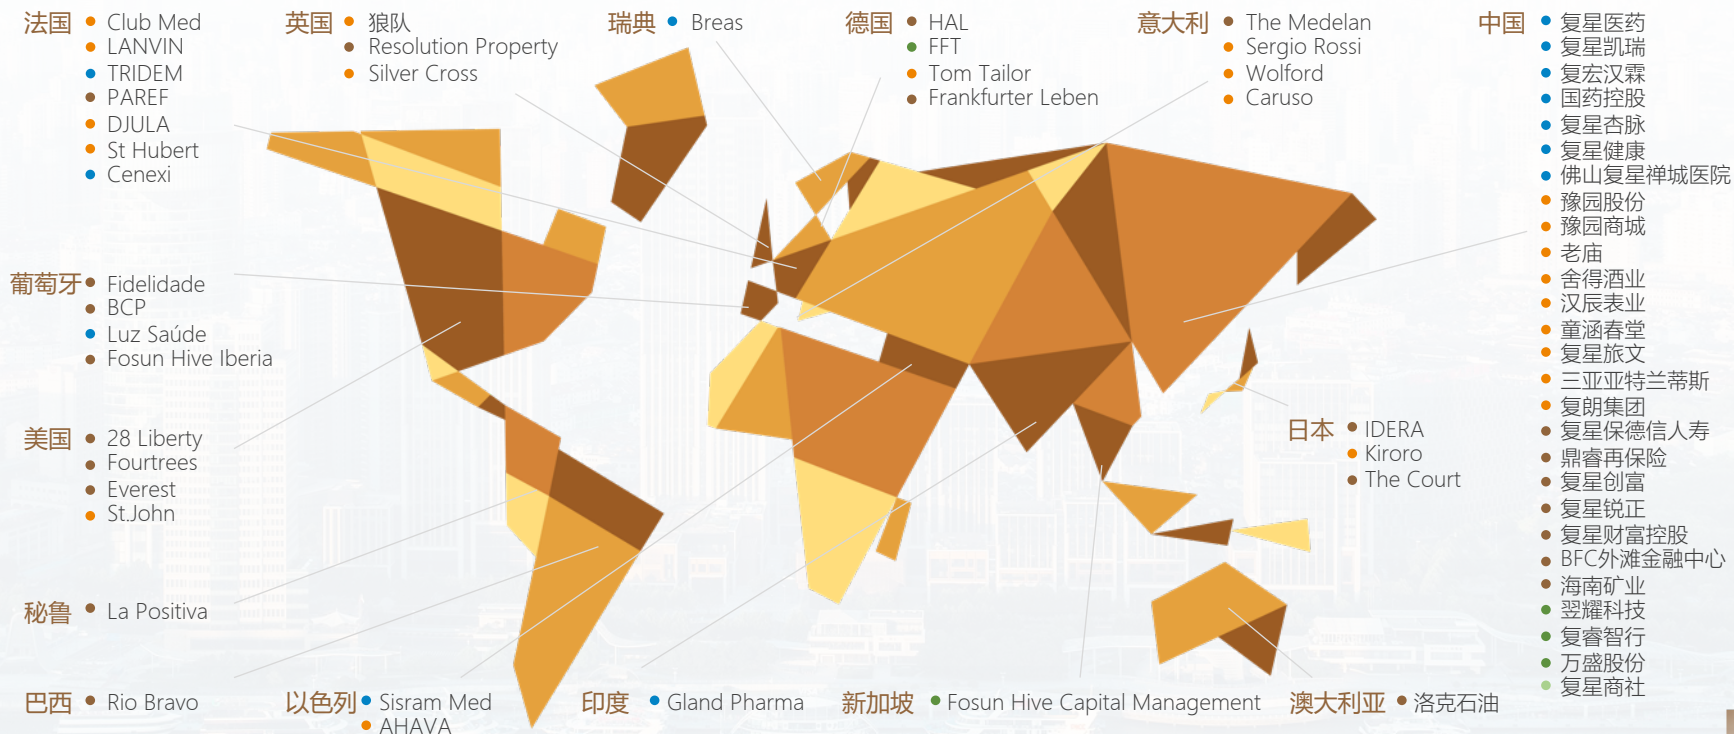 法国
Club Med
LANVIN
TRIDEM
PAREF
DJULA
St Hubert
Cenexi
英国
狼队
Resolution Property
Silver Cross
瑞典
Breas
德国
HAL
FFT
Tom Tailor
Frankfurter Leben
意大利
The Medelan
Sergio Rossi
Wolford
Caruso
中国
复星医药
复星凯瑞
复宏汉霖
国药控股
复星杏脉
复星健康
佛山复星禅城医院
豫园股份
豫园商城
老庙
舍得酒业
汉辰表业
童涵春堂
复星旅文
三亚亚特兰蒂斯
复朗集团
复星保德信人寿
鼎睿再保险
复星创富
复星锐正
复星财富控股
BFC外滩金融中心
海南矿业
翌耀科技
复睿智行
万盛股份
复星商社
葡萄牙
Fidelidade
BCP
Luz Saúde
Fosun Hive Iberia
美国
28 Liberty
Fourtrees
Everest
St.John
日本
IDERA
Kiroro
The Court
秘鲁
La Positiva
巴西
Rio Bravo
以色列
Sisram Med
AHAVA
印度
Gland Pharma
新加坡
Fosun Hive Capital Management
澳大利亚
洛克石油